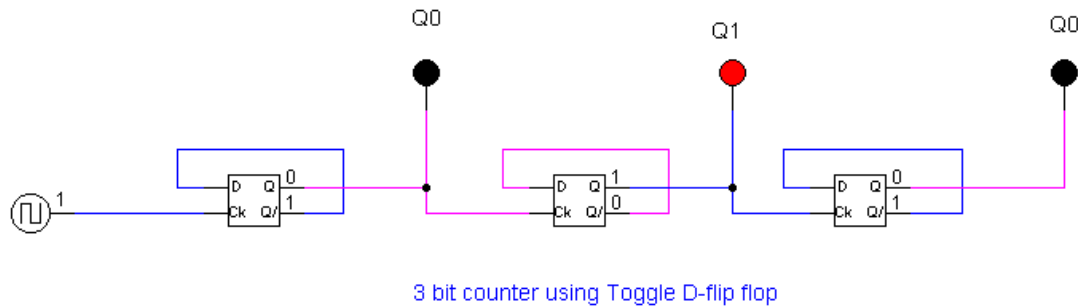 Q0
Q1
Q0
1
D Q 0
Ck Q/ 1
D Q 1
Ck Q/ 0
D Q 0
Ck Q/ 1
3 bit counter using Toggle D-flip flop